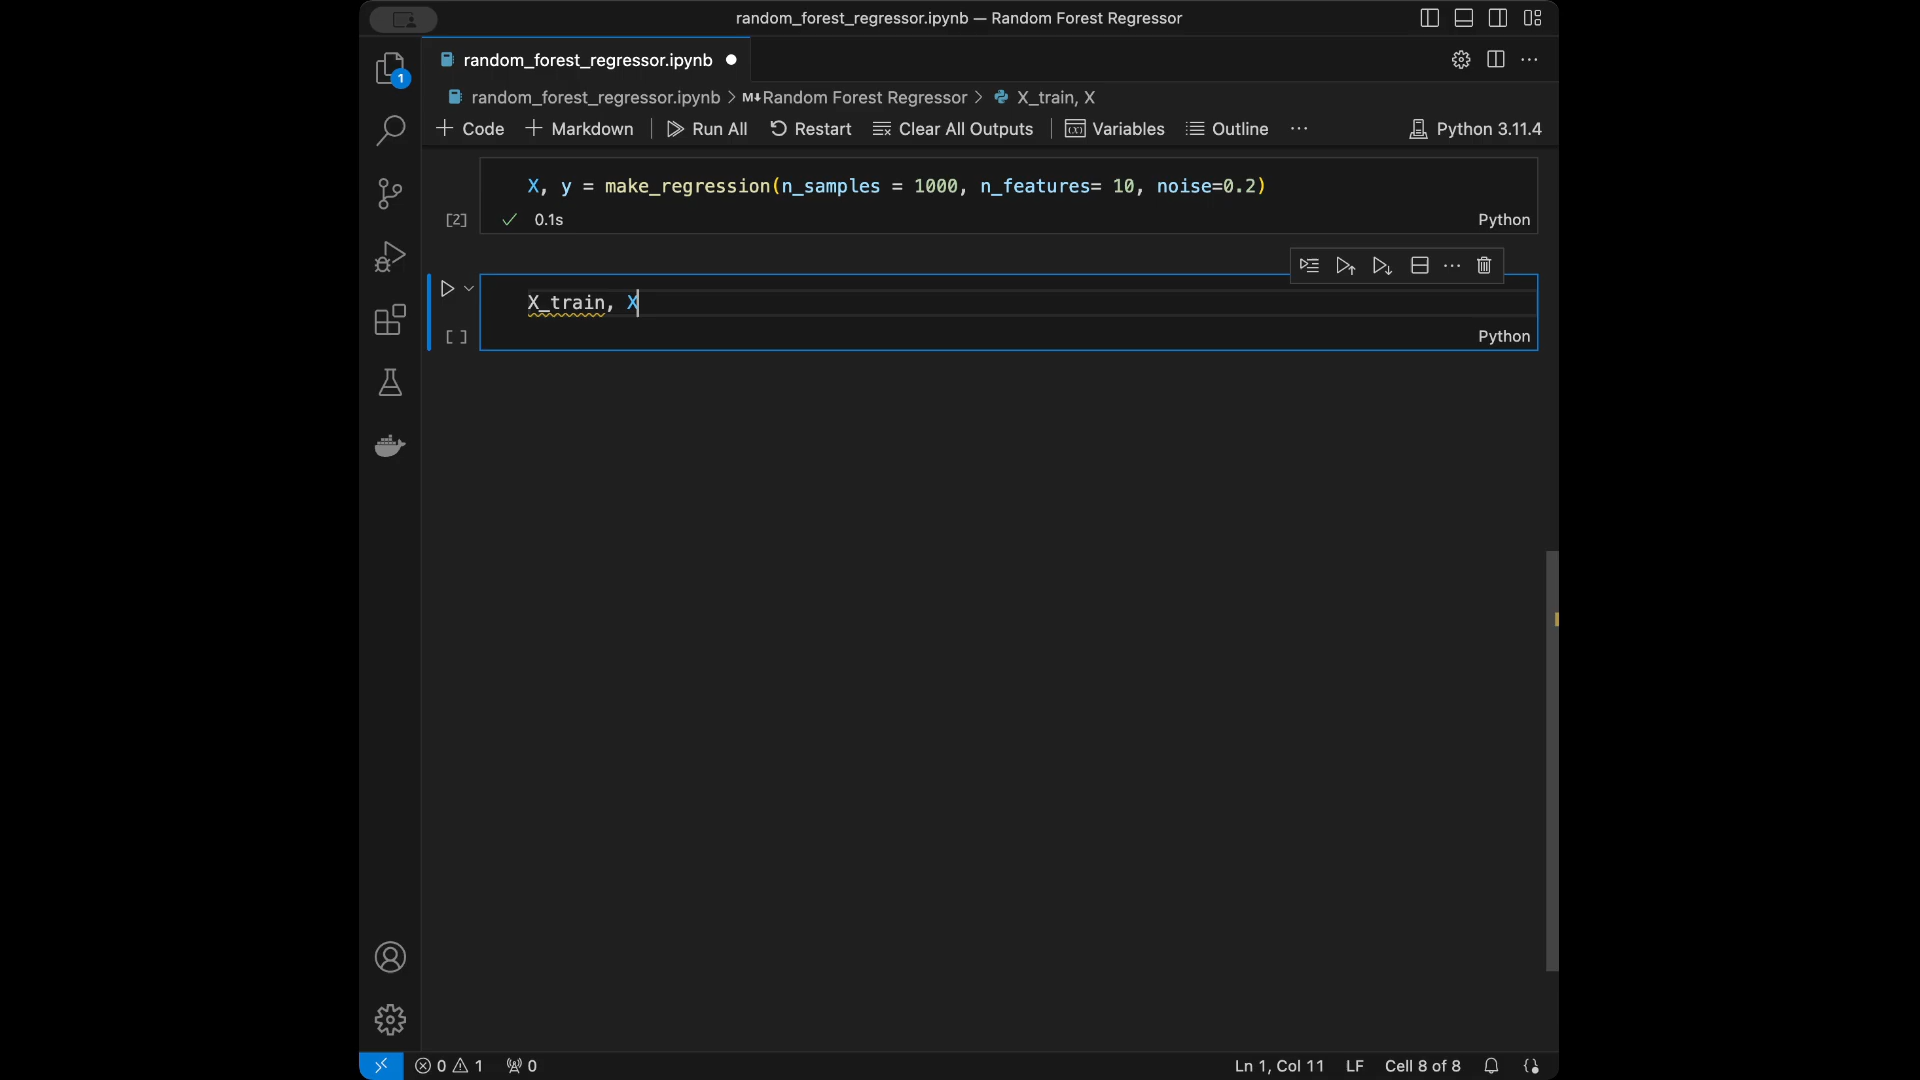 random_forest_regressor.ipynb — Random Forest Regressor
random_forest_regressor.ipynb
1
random_forest_regressor.ipynb > M↓Random Forest Regressor > X_train, X
+ Code + Markdown Run All Restart Clear All Outputs (x) Variables Outline ... Python 3.11.4
X, y = make_regression(n_samples = 1000, n_features= 10, noise=0.2)
[2] ✓ 0.1s Python
X_train, X
[ ] Python
0 1 0 Ln 1, Col 11 LF Cell 8 of 8